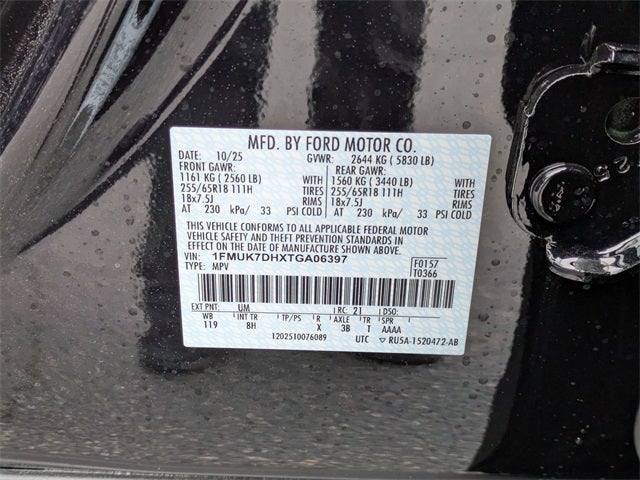 MFD. BY FORD MOTOR CO.
DATE: 10/25 GVWR: 2644 KG ( 5830 LB)
FRONT GAWR: REAR GAWR:
1161 KG ( 2560 LB) WITH 1560 KG ( 3440 LB) WITH
255/65R18 111H TIRES 255/65R18 111H TIRES
18x7.5J RIMS 18x7.5J RIMS
AT 230 kPa/ 33 PSI COLD AT 230 kPa/ 33 PSI COLD
THIS VEHICLE CONFORMS TO ALL APPLICABLE FEDERAL MOTOR
VEHICLE SAFETY AND THEFT PREVENTION STANDARDS IN
EFFECT ON THE DATE OF MANUFACTURE SHOWN ABOVE.
VIN: 1FMUK7DHXTGA06397 F0157
TYPE: MPV T0366
EXT PNT: UM RC: 21 DSO:
WB INT TR TP/PS R AXLE TR SPR
119 8H X 3B T AAAA
1202510076089 UTC ▽ RU5A-1520472-AB